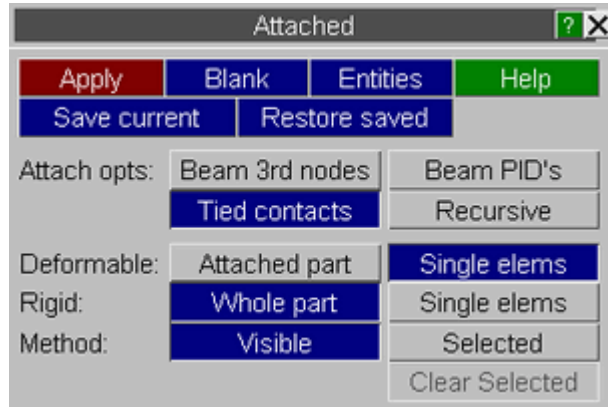 Attached ? X
Apply Blank Entities Help
Save current Restore saved
Attach opts: Beam 3rd nodes Beam PID's
Tied contacts Recursive
Deformable: Attached part Single elems
Rigid: Whole part Single elems
Method: Visible Selected
Clear Selected